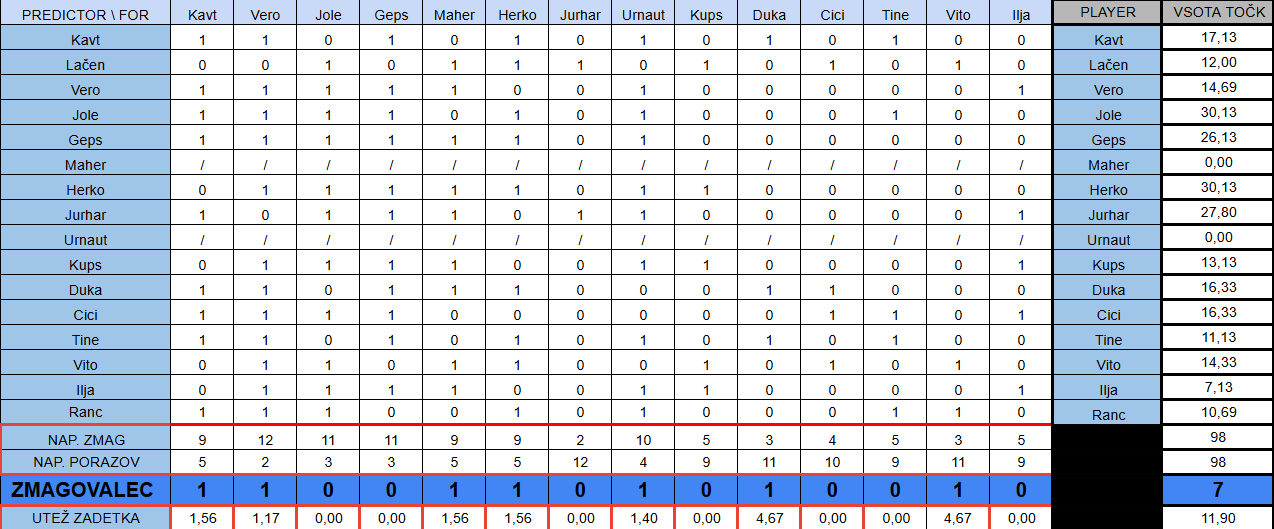 PREDICTOR \ FOR Kavt Vero Jole Geps Maher Herko Jurhar Urnaut Kups Duka Cici Tine Vito Ilja PLAYER VSOTA TOČK
Kavt 1 1 0 1 0 1 0 1 0 1 0 1 0 0 Kavt 17,13
Lačen 0 0 1 0 1 1 1 0 1 0 1 0 1 0 Lačen 12,00
Vero 1 1 1 1 1 0 0 1 0 0 0 0 0 1 Vero 14,69
Jole 1 1 1 1 0 1 0 1 0 0 0 1 0 0 Jole 30,13
Geps 1 1 1 1 1 1 0 1 0 0 0 0 0 0 Geps 26,13
Maher / / / / / / / / / / / / / / Maher 0,00
Herko 0 1 1 1 1 1 0 1 1 0 0 0 0 0 Herko 30,13
Jurhar 1 0 1 1 1 0 1 1 0 0 0 0 0 1 Jurhar 27,80
Urnaut / / / / / / / / / / / / / / Urnaut 0,00
Kups 0 1 1 1 1 0 0 1 1 0 0 0 0 1 Kups 13,13
Duka 1 1 0 1 1 1 0 0 0 1 1 0 0 0 Duka 16,33
Cici 1 1 1 1 0 0 0 0 0 0 1 1 0 1 Cici 16,33
Tine 1 1 0 1 0 1 0 1 0 1 0 1 0 0 Tine 11,13
Vito 0 1 1 0 1 1 0 0 1 0 1 0 1 0 Vito 14,33
Ilja 0 1 1 1 1 0 0 1 1 0 0 0 0 1 Ilja 7,13
Ranc 1 1 1 0 0 1 0 1 0 0 0 1 1 0 Ranc 10,69
NAP. ZMAG 9 12 11 11 9 9 2 10 5 3 4 5 3 5 98
NAP. PORAZOV 5 2 3 3 5 5 12 4 9 11 10 9 11 9 98
ZMAGOVALEC 1 1 0 0 1 1 0 1 0 1 0 0 1 0 7
UTEŽ ZADETKA 1,56 1,17 0,00 0,00 1,56 1,56 0,00 1,40 0,00 4,67 0,00 0,00 4,67 0,00 11,90